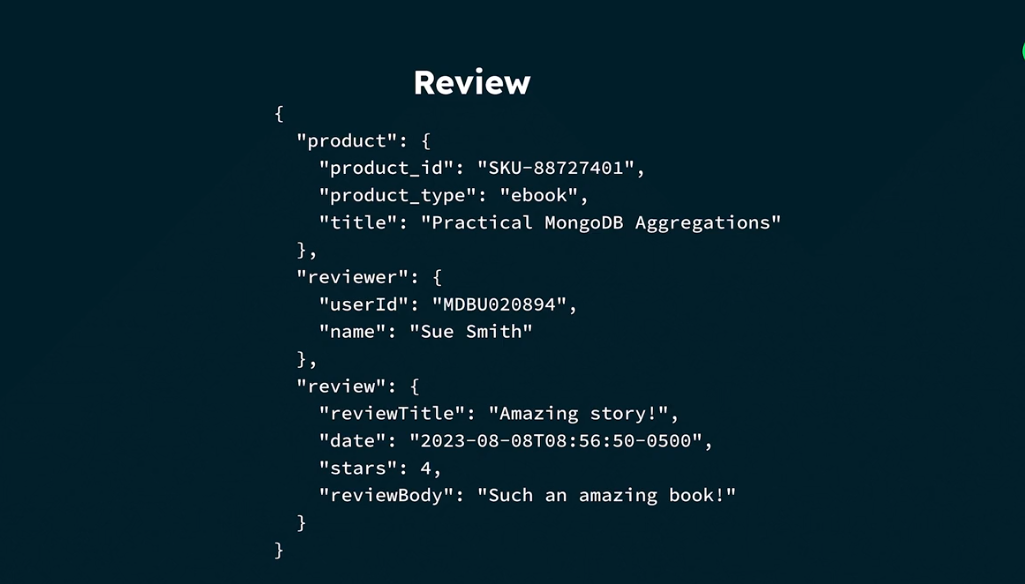 Review
{
  "product": {
    "product_id": "SKU-88727401",
    "product_type": "ebook",
    "title": "Practical MongoDB Aggregations"
  },
  "reviewer": {
    "userId": "MDBU020894",
    "name": "Sue Smith"
  },
  "review": {
    "reviewTitle": "Amazing story!",
    "date": "2023-08-08T08:56:50-0500",
    "stars": 4,
    "reviewBody": "Such an amazing book!"
  }
}